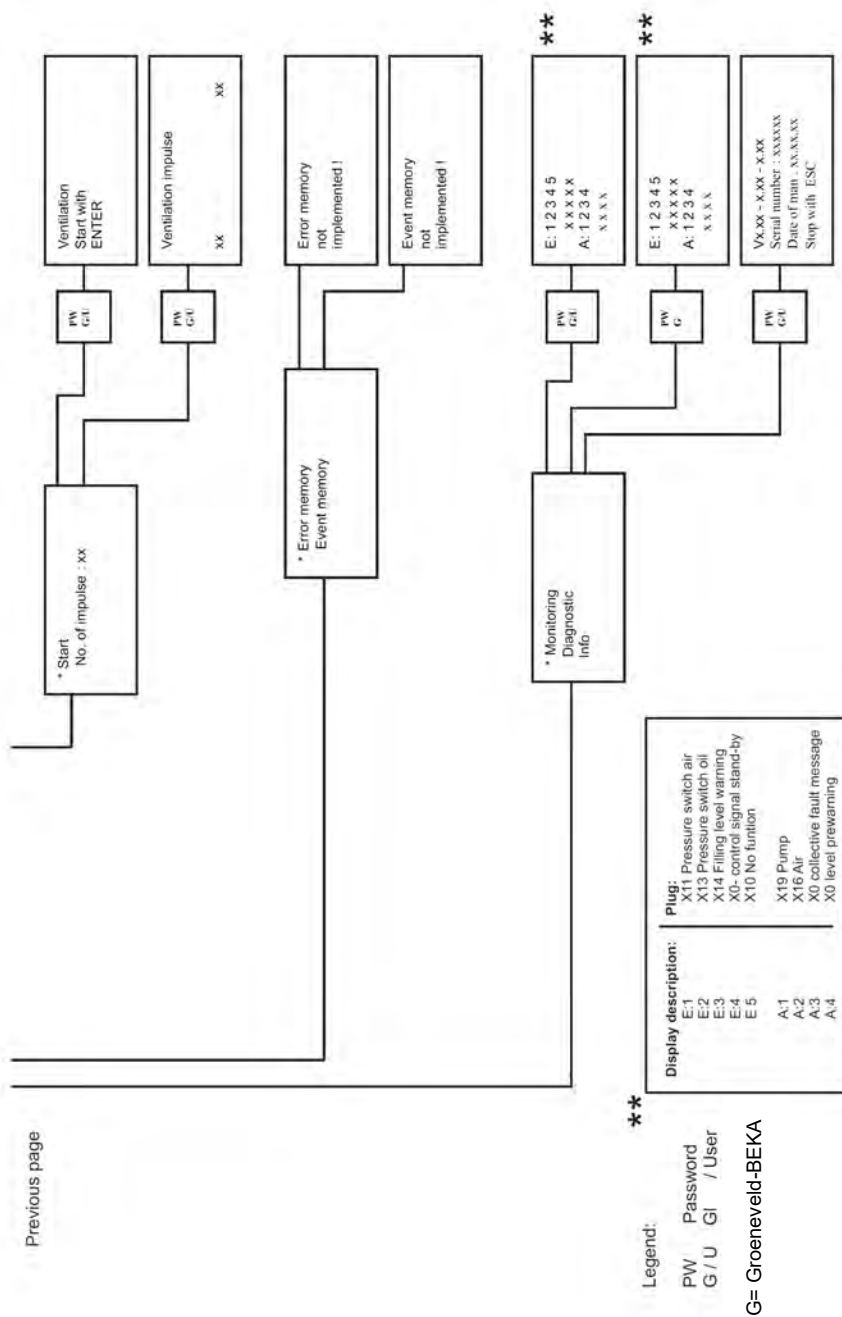 Previous page
* Start
No. of impulse : xx
PW
G/U
Ventilation
Start with
ENTER
PW
G/U
Ventilation impulse
xx xx
* Error memory
Event memory
Error memory
not
implemented !
Event memory
not
implemented !
* Monitoring
Diagnostic
Info
PW
G/U
E: 1 2 3 4 5
x x x x x
A: 1 2 3 4
x x x x
**
PW
G
E: 1 2 3 4 5
x x x x x
A: 1 2 3 4
x x x x
**
PW
G/U
Vx.xx - x.xx - x.xx
Serial number : xxxxxx
Date of man . xx.xx.xx
Stop with ESC
Legend:
PW Password
G / U GI / User
G= Groeneveld-BEKA
**
Display description: Plug:
E:1 X11 Pressure switch air
E:2 X13 Pressure switch oil
E:3 X14 Filling level warning
E:4 X0- control signal stand-by
E 5 X10 No funtion
A:1 X19 Pump
A:2 X16 Air
A:3 X0 collective fault message
A:4 X0 level prewarning